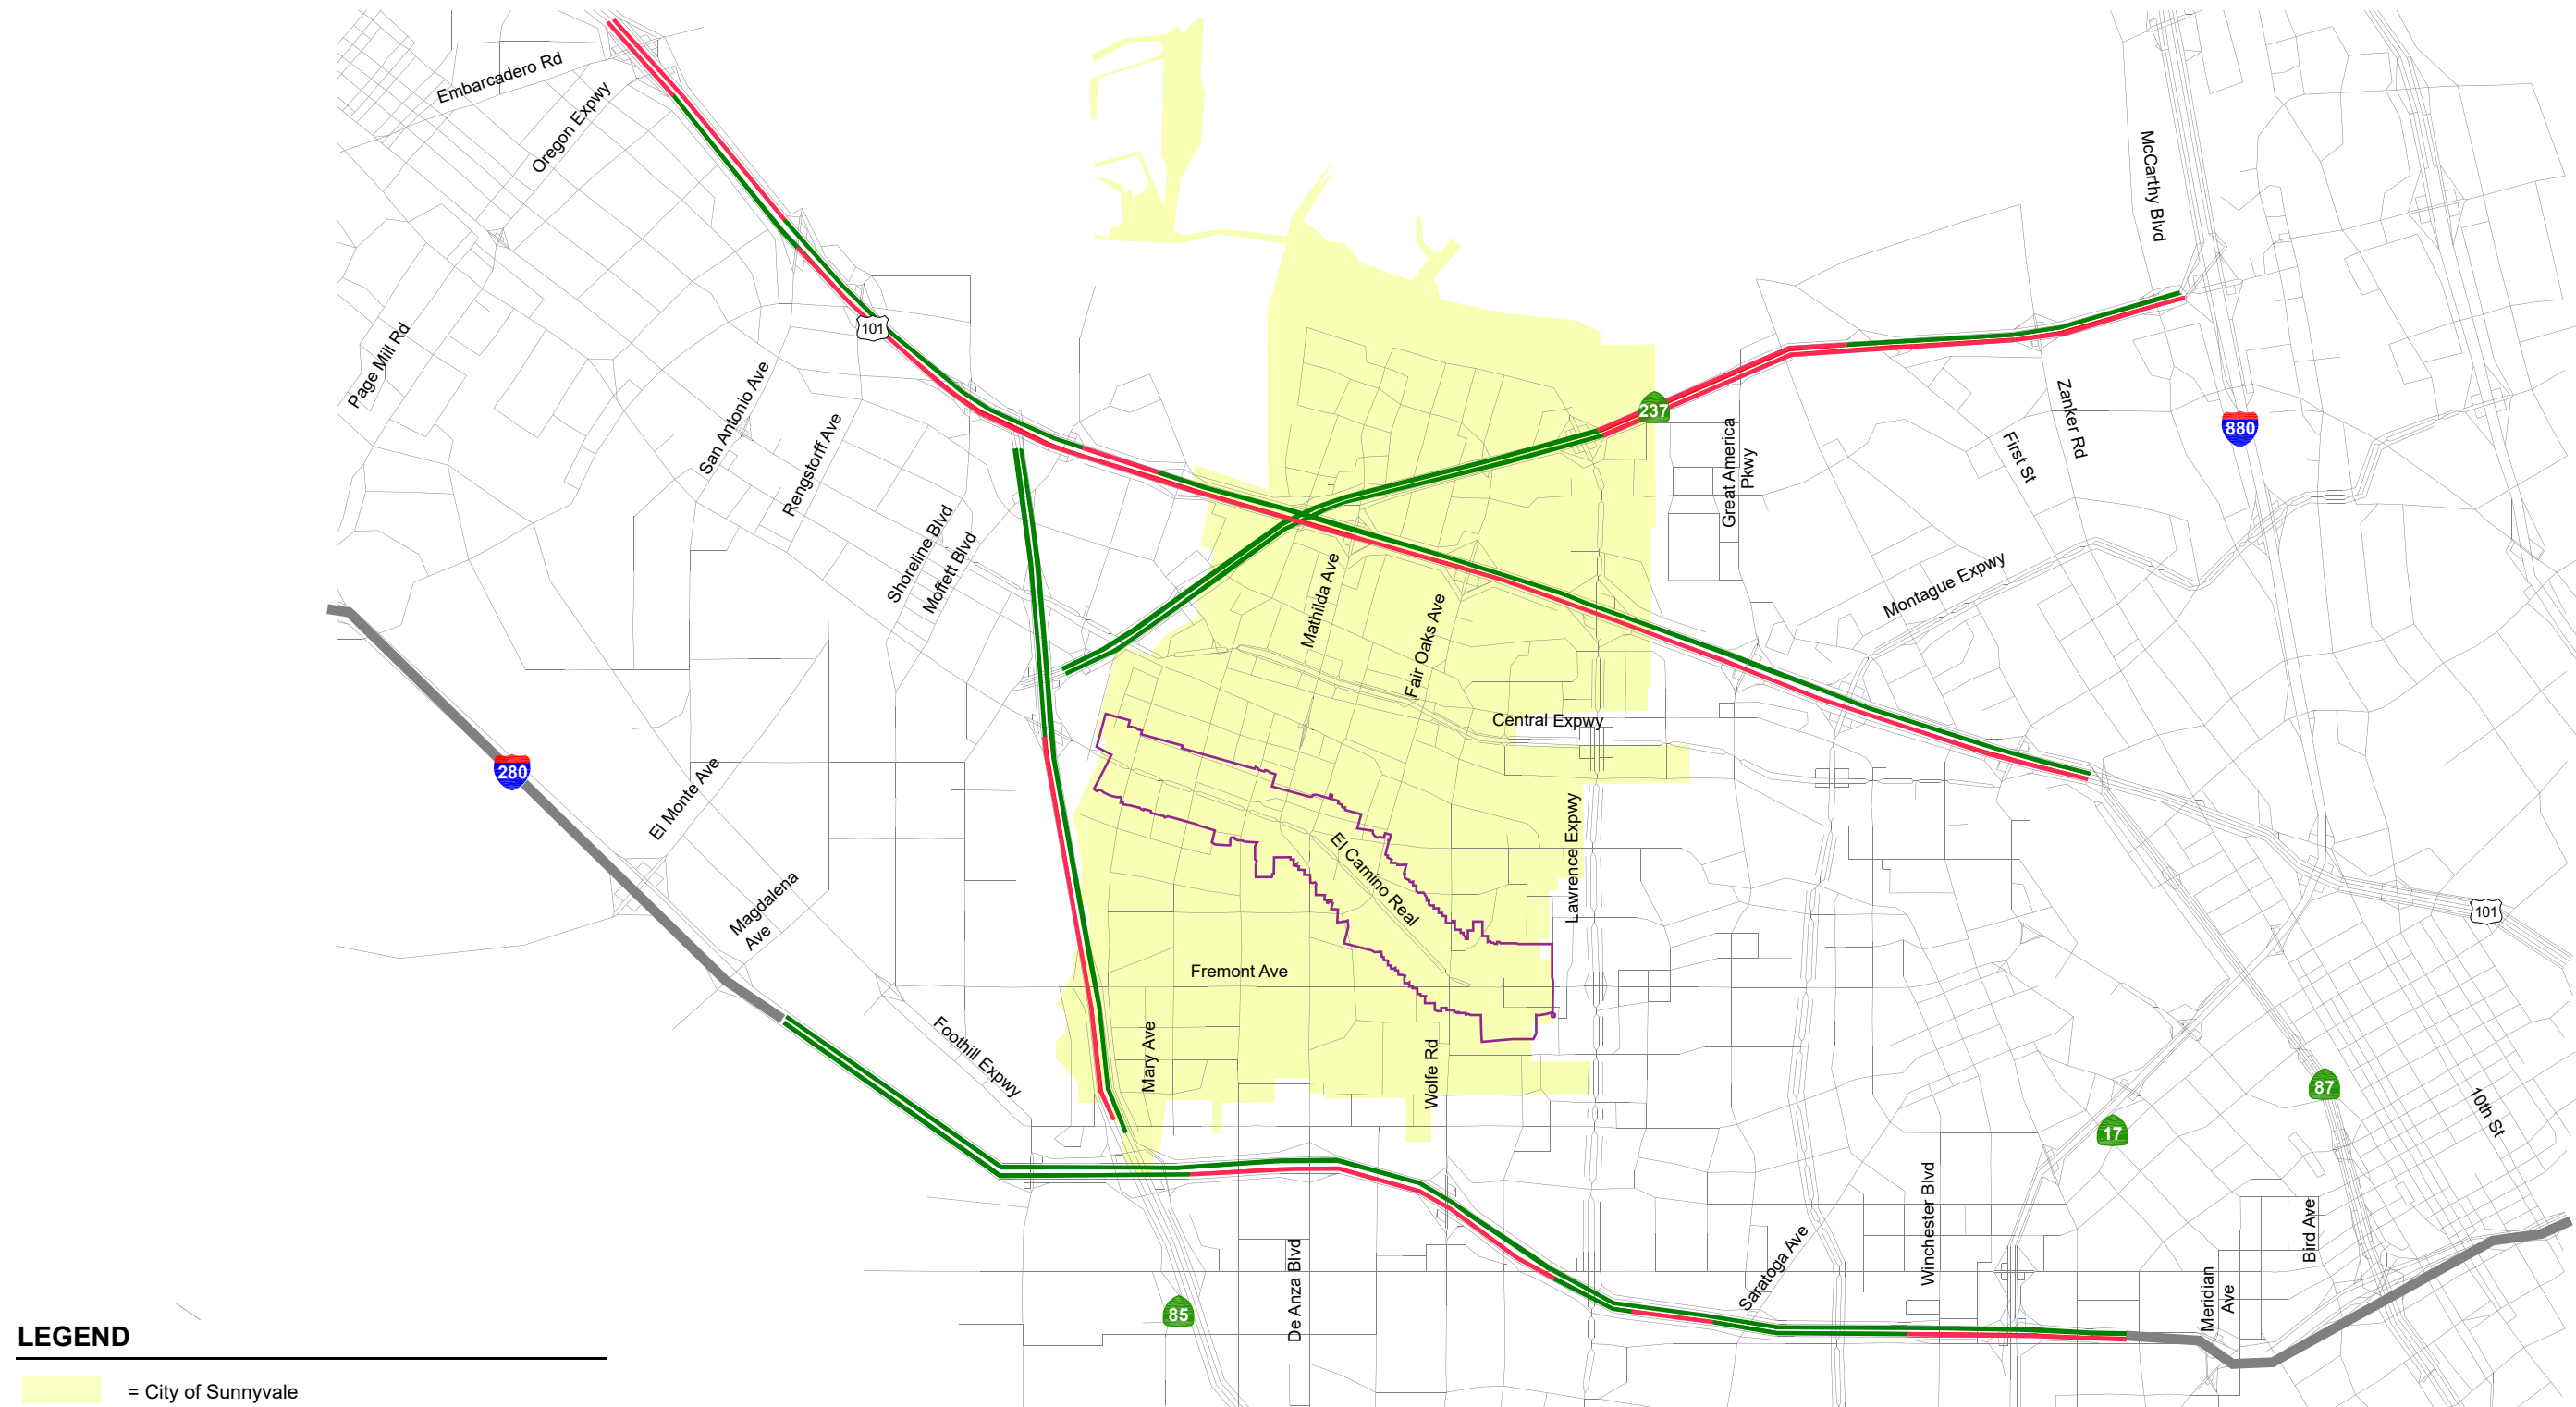 Embarcadero Rd
Oregon Expwy
McCarthy Blvd
101
Page Mill Rd
San Antonio Ave
Rengstorff Ave
237
Great America
Pkwy
First St
Zanker Rd
880
Shoreline Blvd
Moffett Blvd
Mathilda Ave
Fair Oaks Ave
Montague Expwy
Central Expwy
280
El Monte Ave
Lawrence Expwy
El Camino Real
Magdalena
Ave
101
Fremont Ave
Foothill Expwy
Mary Ave
Wolfe Rd
87
17
10th St
Winchester Blvd
Saratoga Ave
Bird Ave
De Anza Blvd
Meridian
Ave
85
LEGEND
= City of Sunnyvale